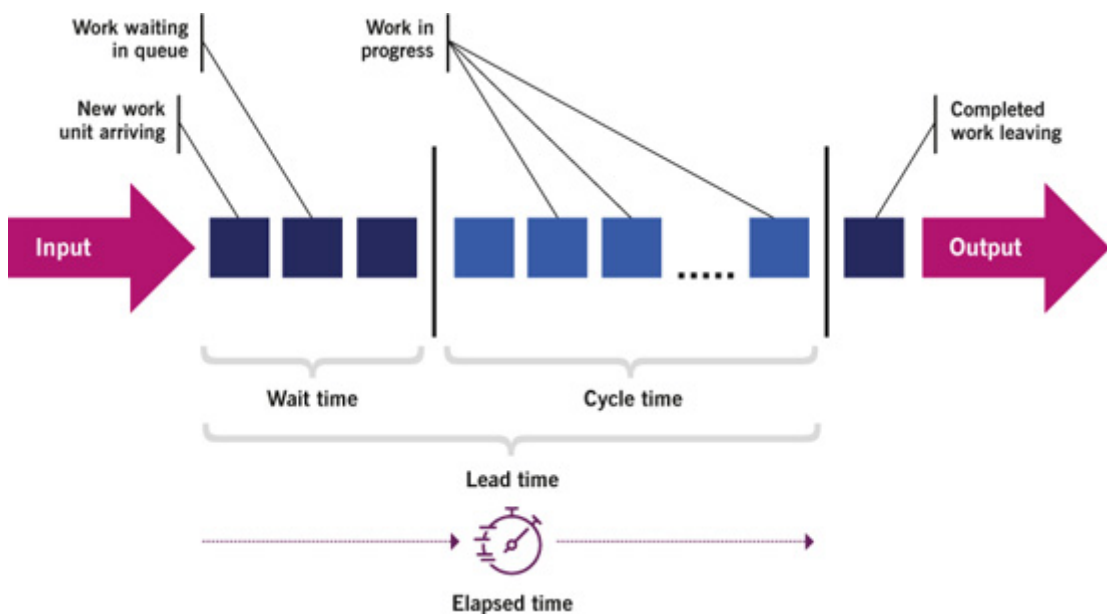 Work waiting
in queue
Work in
progress
New work
unit arriving
Completed
work leaving
Input
Output
Wait time
Cycle time
Lead time
Elapsed time